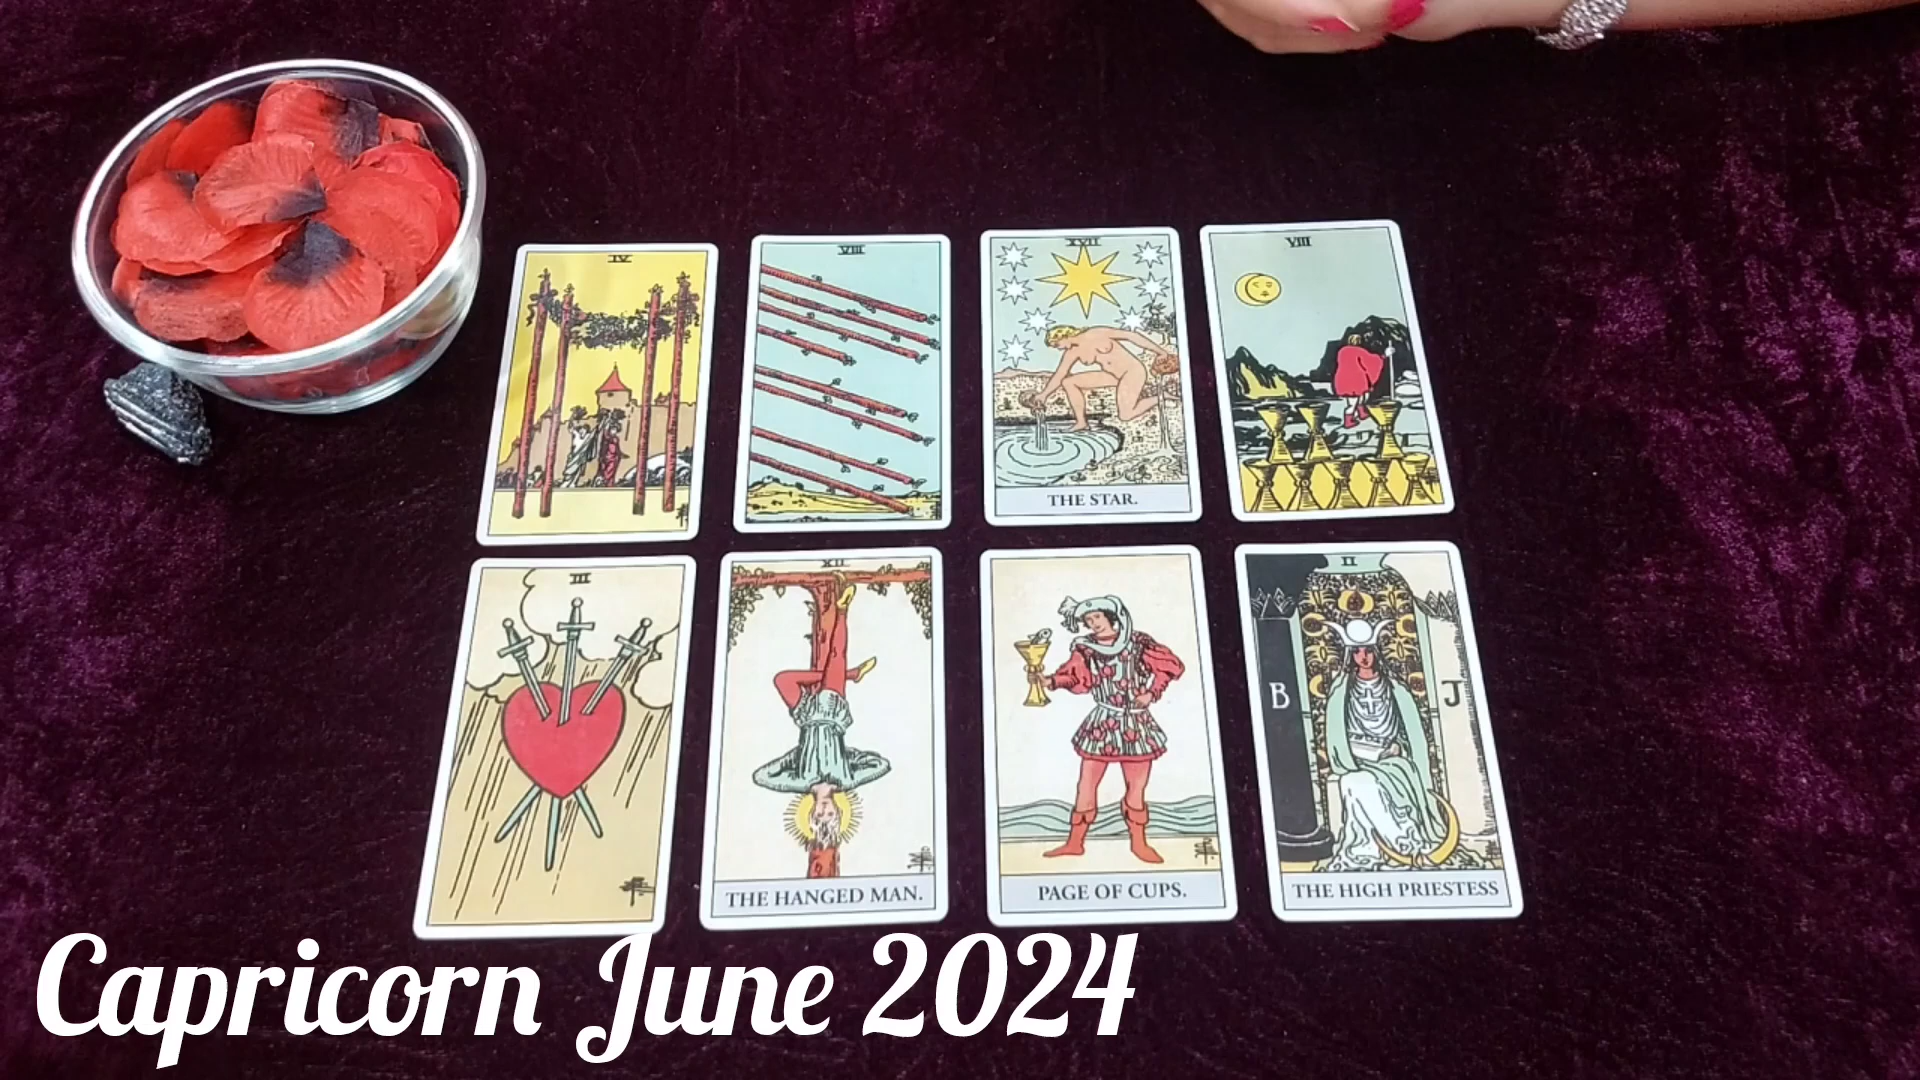 IV
VIII
XVII
VIII
THE STAR.
III
XII
II
B
J
THE HANGED MAN.
PAGE OF CUPS.
THE HIGH PRIESTESS
Capricorn June 2024